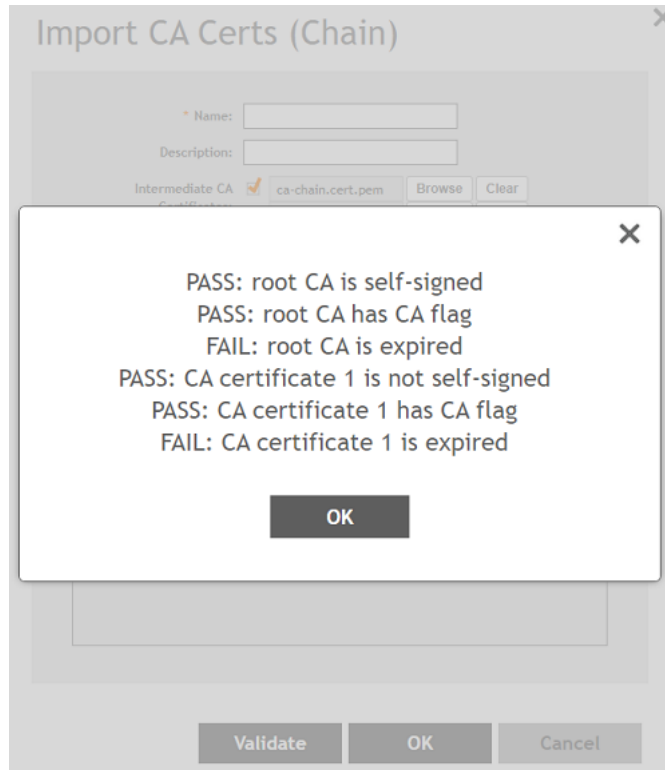 Import CA Certs (Chain)
* Name:
Description:
Intermediate CA ca-chain.cert.pem Browse Clear
Certificates:
PASS: root CA is self-signed
PASS: root CA has CA flag
FAIL: root CA is expired
PASS: CA certificate 1 is not self-signed
PASS: CA certificate 1 has CA flag
FAIL: CA certificate 1 is expired
OK
Validate OK Cancel